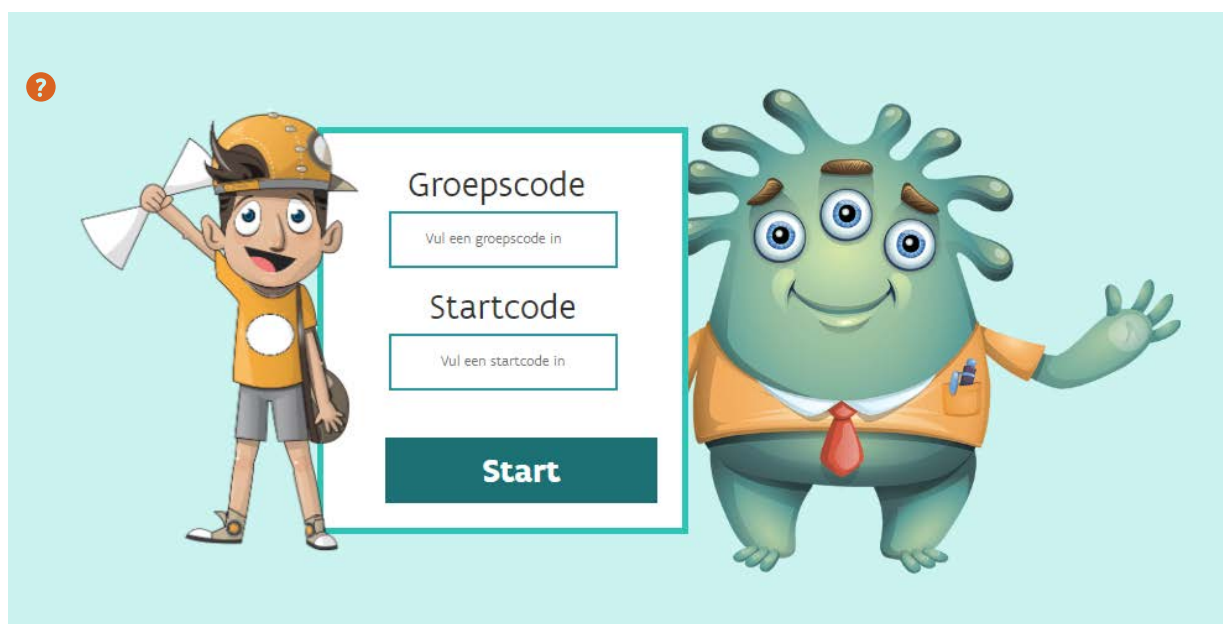 ?
Groepscode
Vul een groepscode in
Startcode
Vul een startcode in
Start